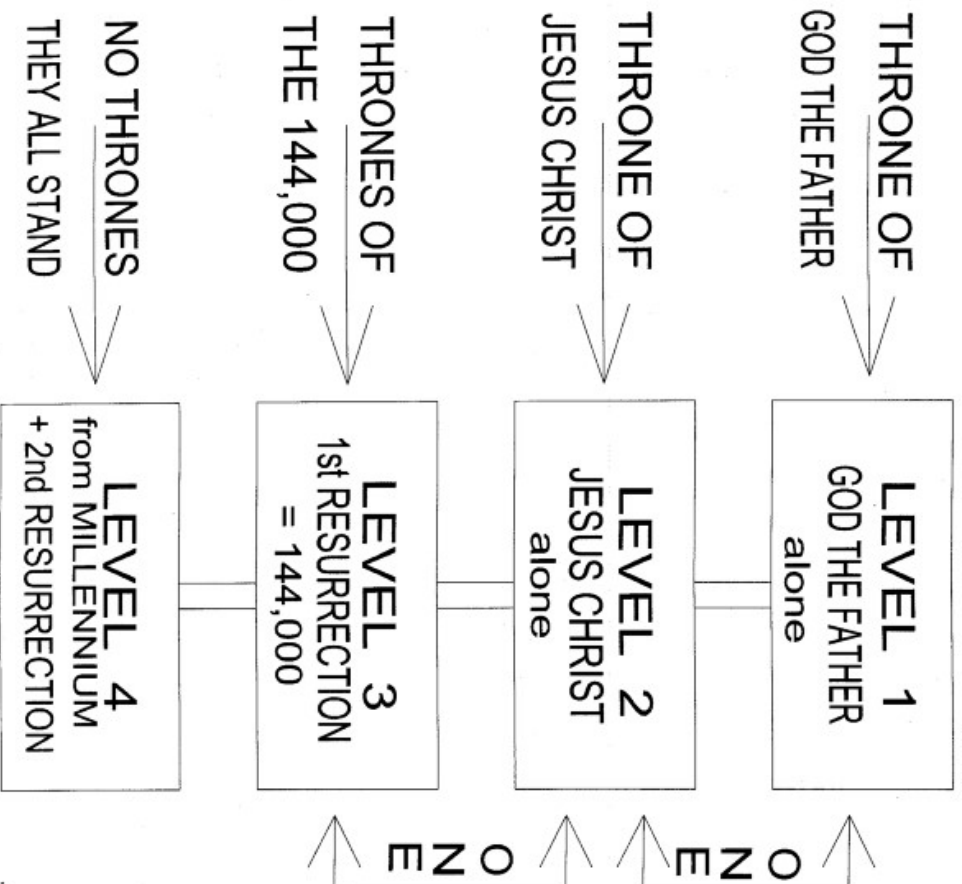 THRONE OF
GOD THE FATHER
LEVEL 1
GOD THE FATHER
alone
ONE
THRONE OF
JESUS CHRIST
LEVEL 2
JESUS CHRIST
alone
ONE
THRONES OF
THE 144,000
LEVEL 3
1st RESURRECTION
= 144,000
NO THRONES
THEY ALL STAND
LEVEL 4
from MILLENNIUM
+ 2nd RESURRECTION